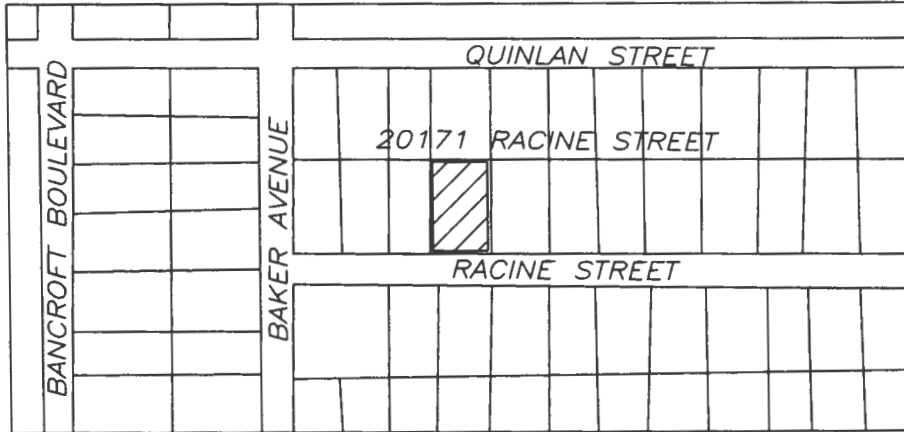 QUINLAN STREET
BANCROFT BOULEVARD
BAKER AVENUE
20171 RACINE STREET
RACINE STREET